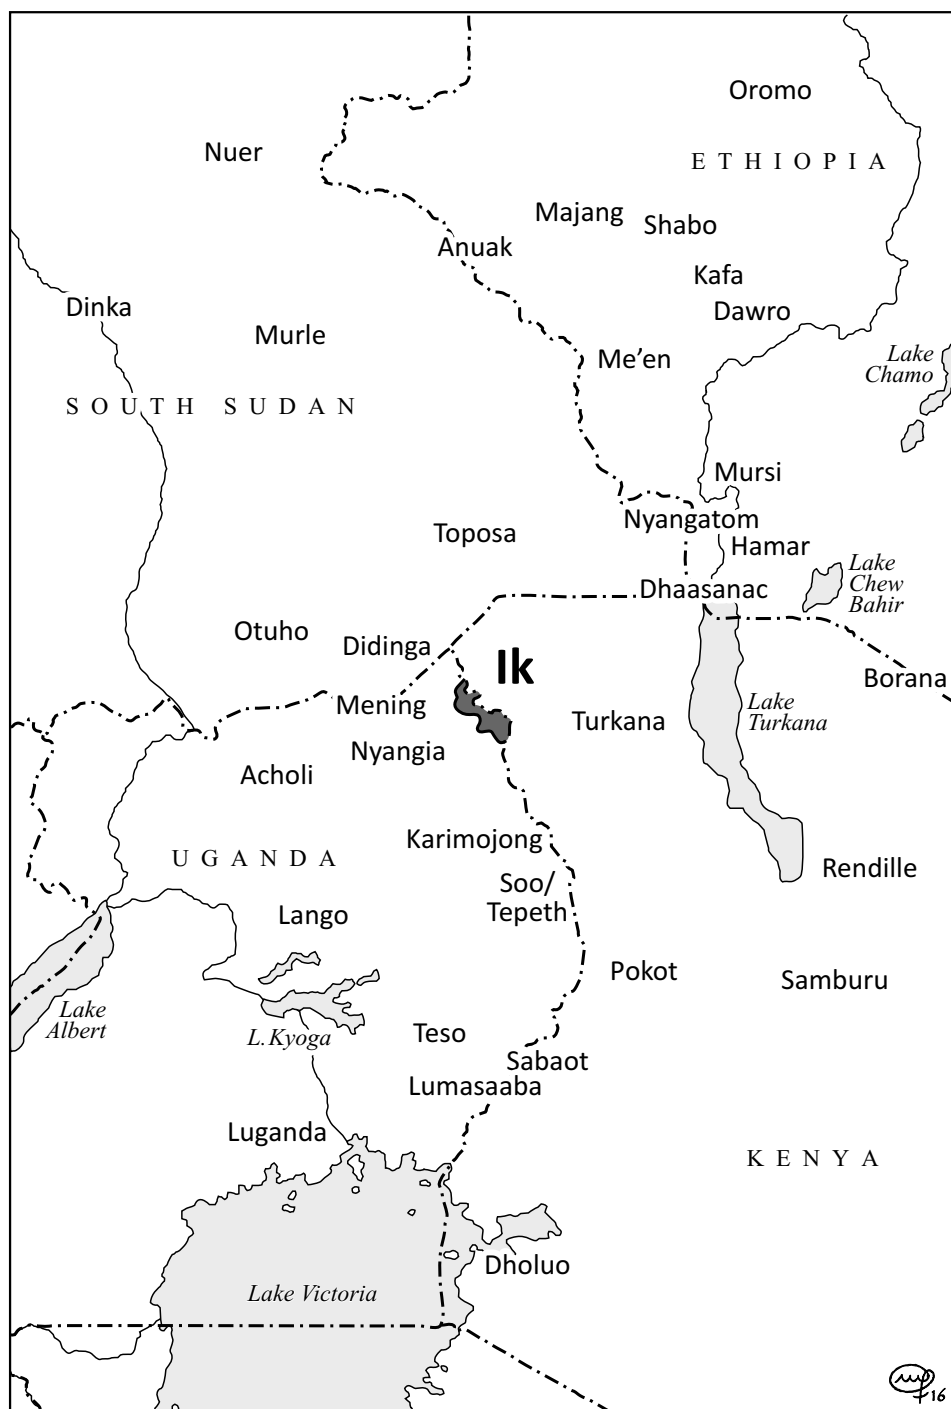 Oromo
Nuer
ETHIOPIA
Majang
Shabo
Anuak
Kafa
Dinka
Dawro
Murle
Me'en
Lake
Chamo
SOUTH SUDAN
Mursi
Nyangatom
Toposa
Hamar
Lake
Chew
Bahir
Dhaasanac
Otuho
Didinga
Ik
Borana
Mening
Turkana
Lake
Turkana
Nyangia
Acholi
Karimojong
UGANDA
Rendille
Soo/
Tepeth
Lango
Pokot
Samburu
Lake
Albert
L. Kyoga
Teso
Sabaot
Lumasaaba
Luganda
KENYA
Dholuo
Lake Victoria
16